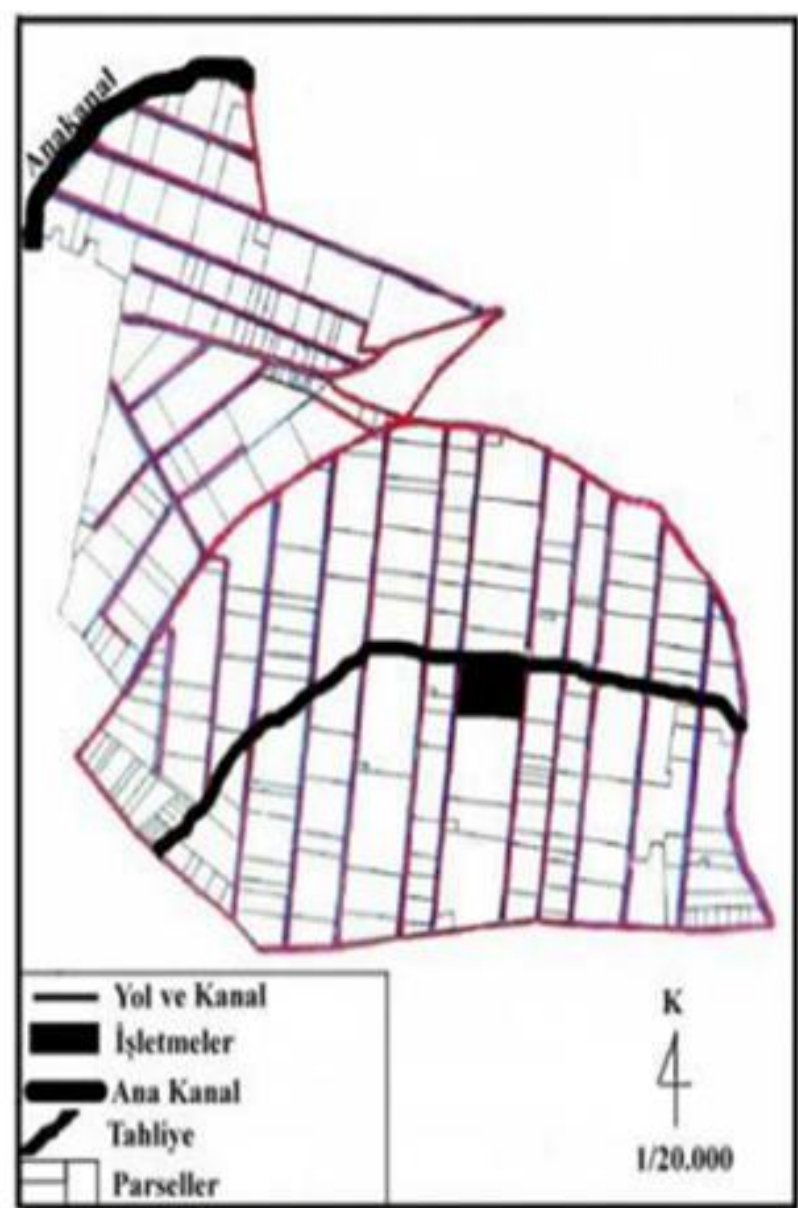 Anakanal
Yol ve Kanal
İşletmeler
Ana Kanal
Tahliye
Parseller
K
1/20.000